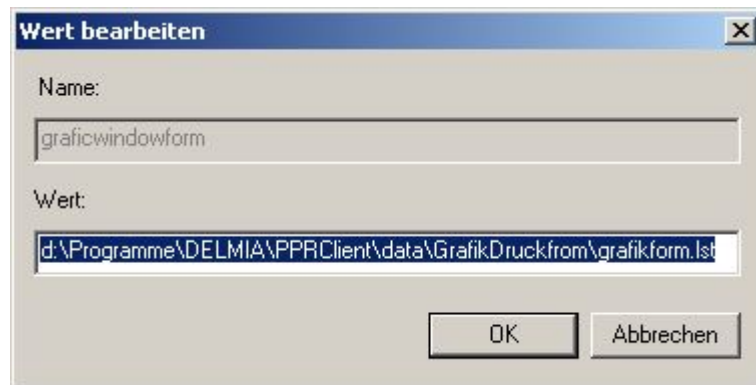 Wert bearbeiten
Name:
graficwindowform
Wert:
d:\Programme\DELMIA\PPRClient\data\GrafikDruckfrom\grafikform.lst
OK
Abbrechen